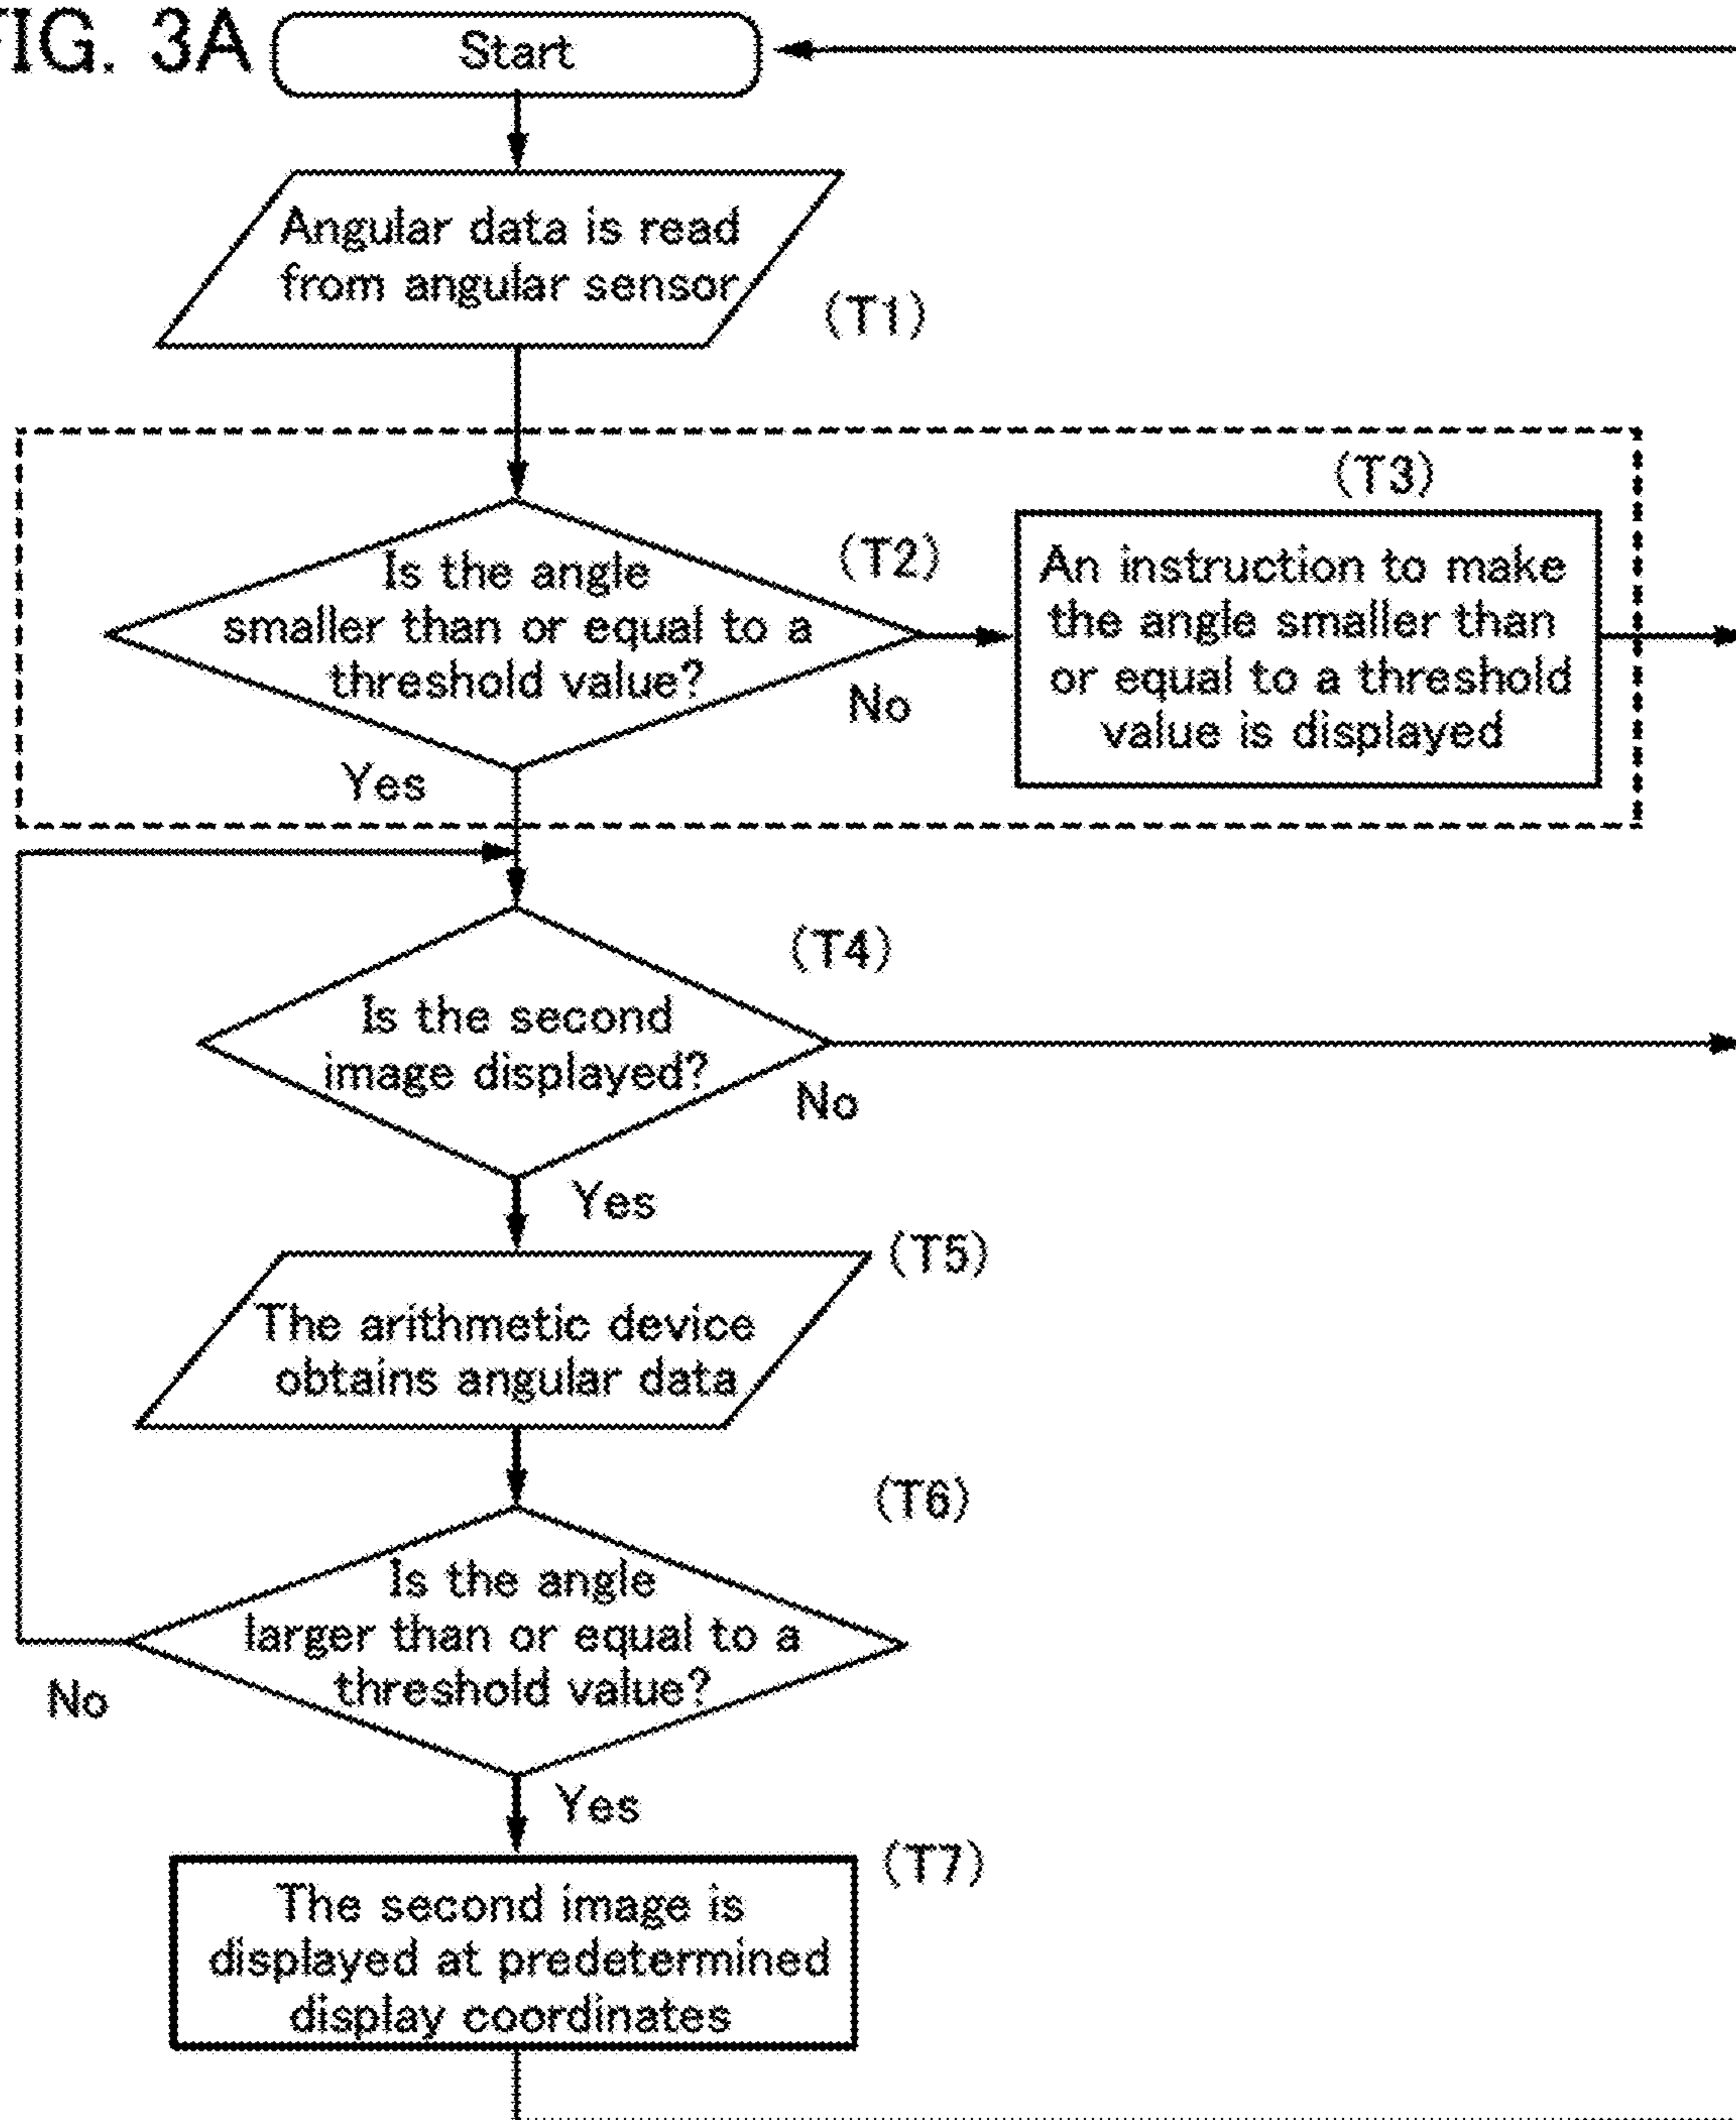 FIG. 3A
Start
Angular data is read
from angular sensor
(T1)
(T3)
(T2)
Is the angle
smaller than or equal to a
threshold value?
No
Yes
An instruction to make
the angle smaller than
or equal to a threshold
value is displayed
(T4)
Is the second
image displayed?
No
Yes
(T5)
The arithmetic device
obtains angular data
(T6)
Is the angle
larger than or equal to a
threshold value?
No
Yes
(T7)
The second image is
displayed at predetermined
display coordinates